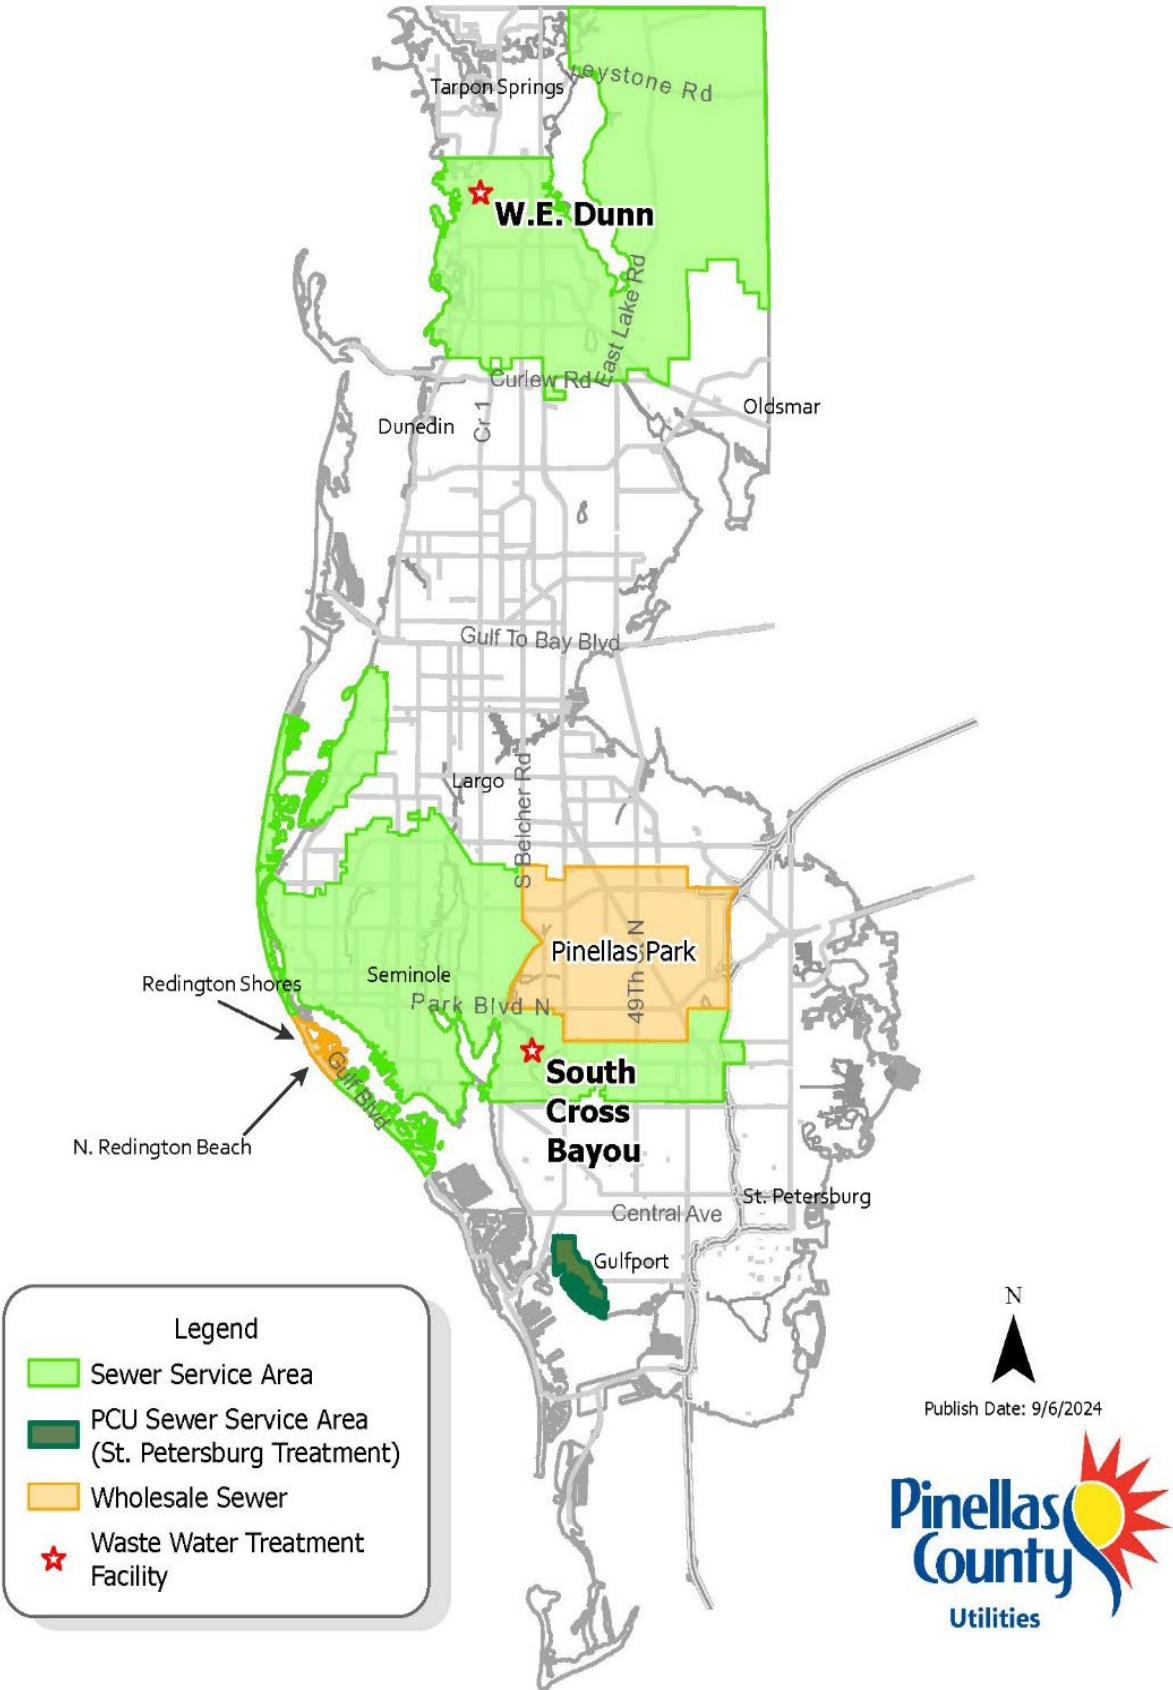 Keystone Rd
Tarpon Springs
W.E. Dunn
East Lake Rd
Curlew Rd
Oldsmar
Dunedin
Cr 1
Gulf To Bay Blvd
Largo
S Belcher Rd
Pinellas Park
49Th N
Seminole
Redington Shores
Park Blvd N
South
Cross
Bayou
Gulf Blvd
N. Redington Beach
St. Petersburg
Central Ave
Gulfport
Legend
Sewer Service Area
PCU Sewer Service Area
(St. Petersburg Treatment)
Wholesale Sewer
Waste Water Treatment
Facility
N
Publish Date: 9/6/2024
Pinellas
County
Utilities